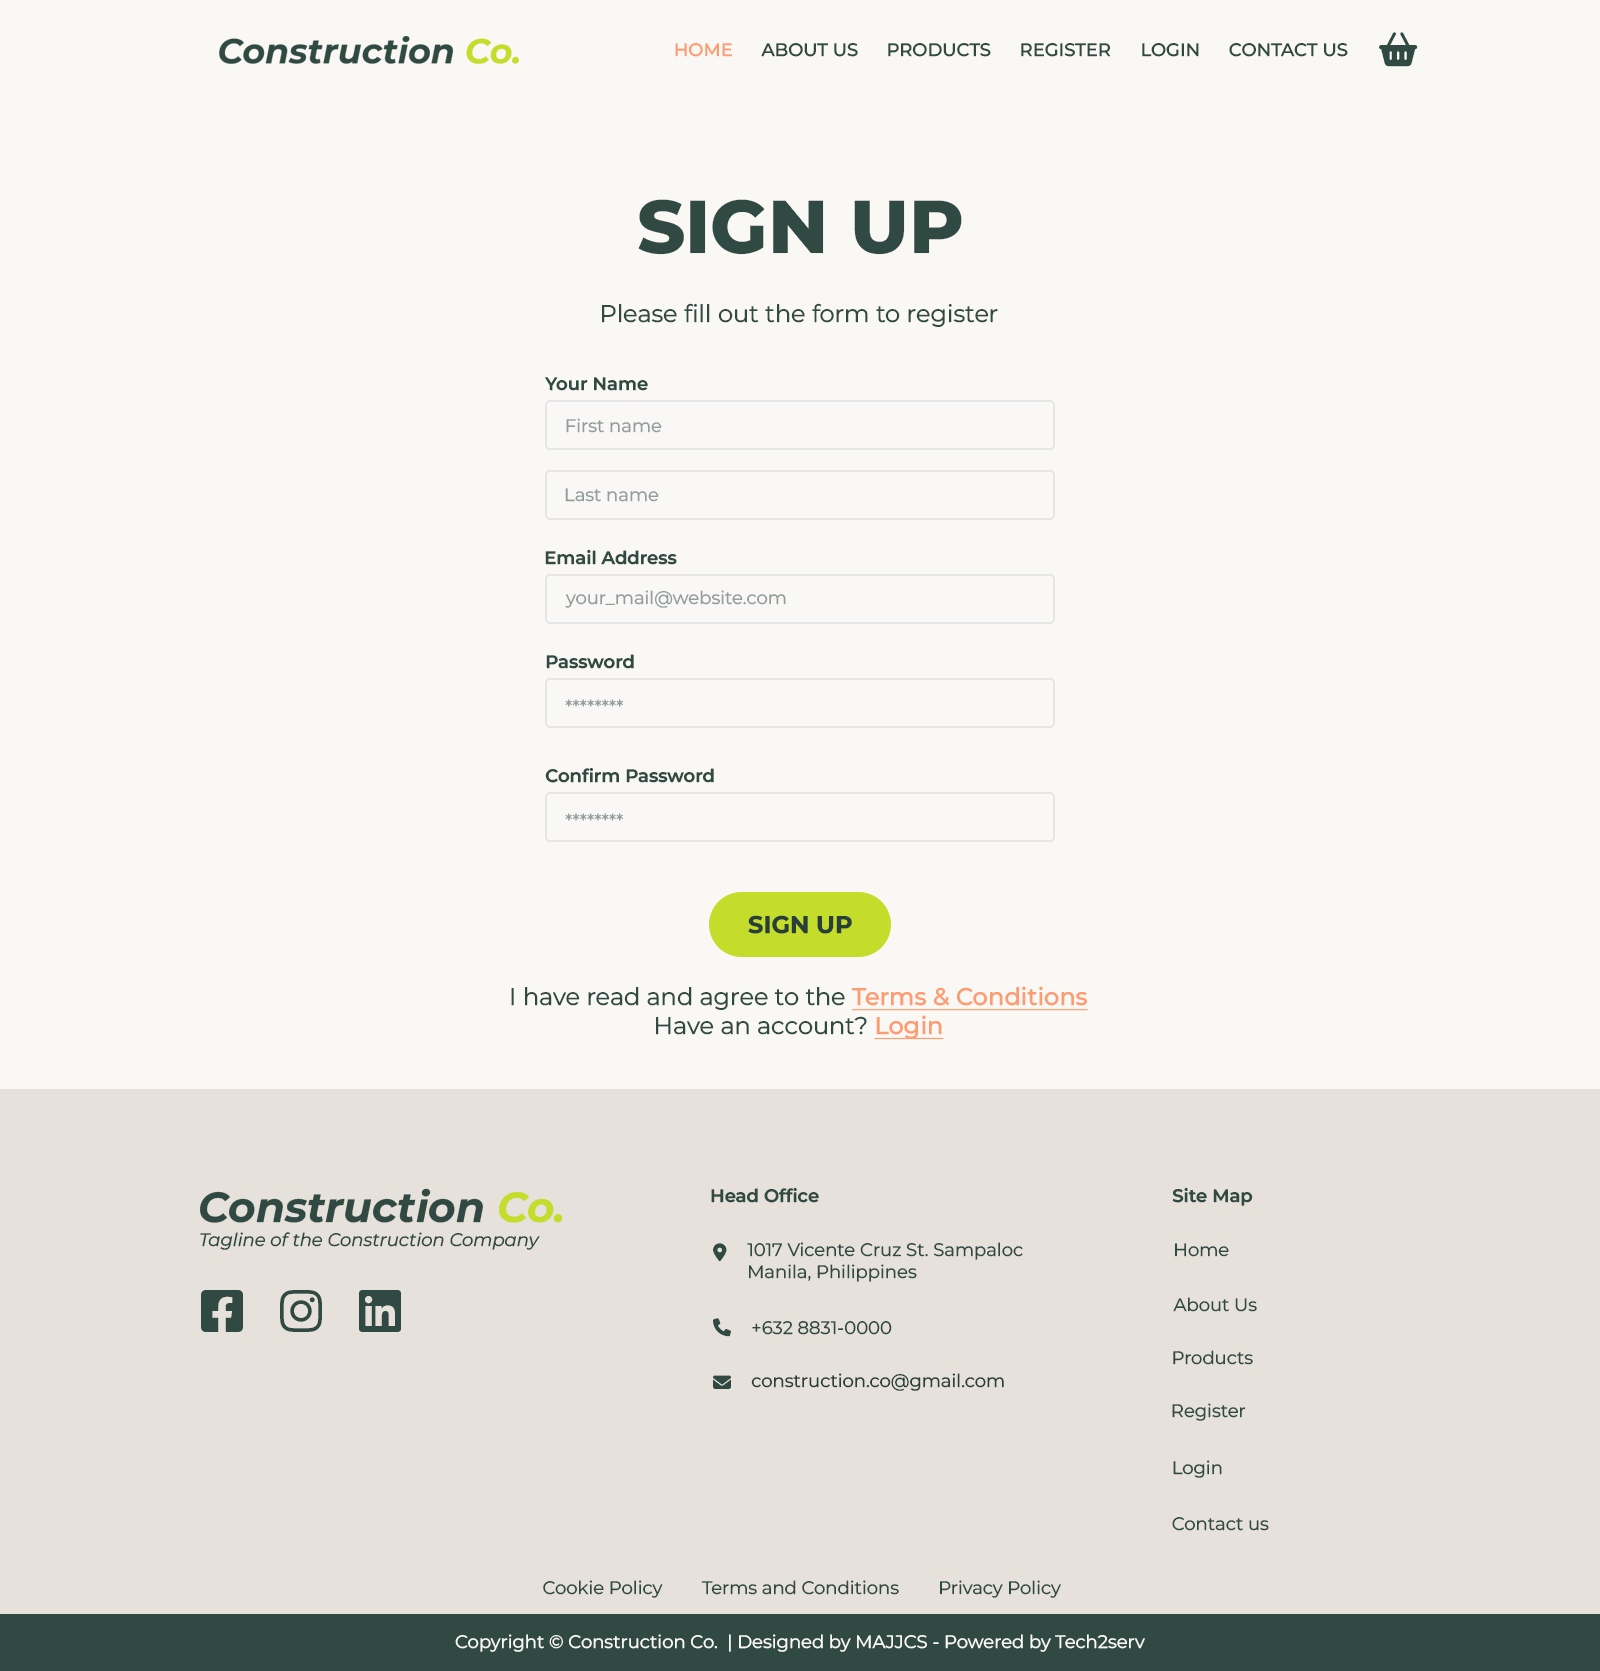 Construction Co.
HOME ABOUT US PRODUCTS REGISTER LOGIN CONTACT US
SIGN UP
Please fill out the form to register
Your Name
First name
Last name
Email Address
your_mail@website.com
Password
********
Confirm Password
********
SIGN UP
I have read and agree to the Terms & Conditions
Have an account? Login
Construction Co.
Tagline of the Construction Company
Head Office
1017 Vicente Cruz St. Sampaloc
Manila, Philippines
+632 8831-0000
construction.co@gmail.com
Site Map
Home
About Us
Products
Register
Login
Contact us
Cookie Policy Terms and Conditions Privacy Policy
Copyright © Construction Co. | Designed by MAJJCS - Powered by Tech2serv